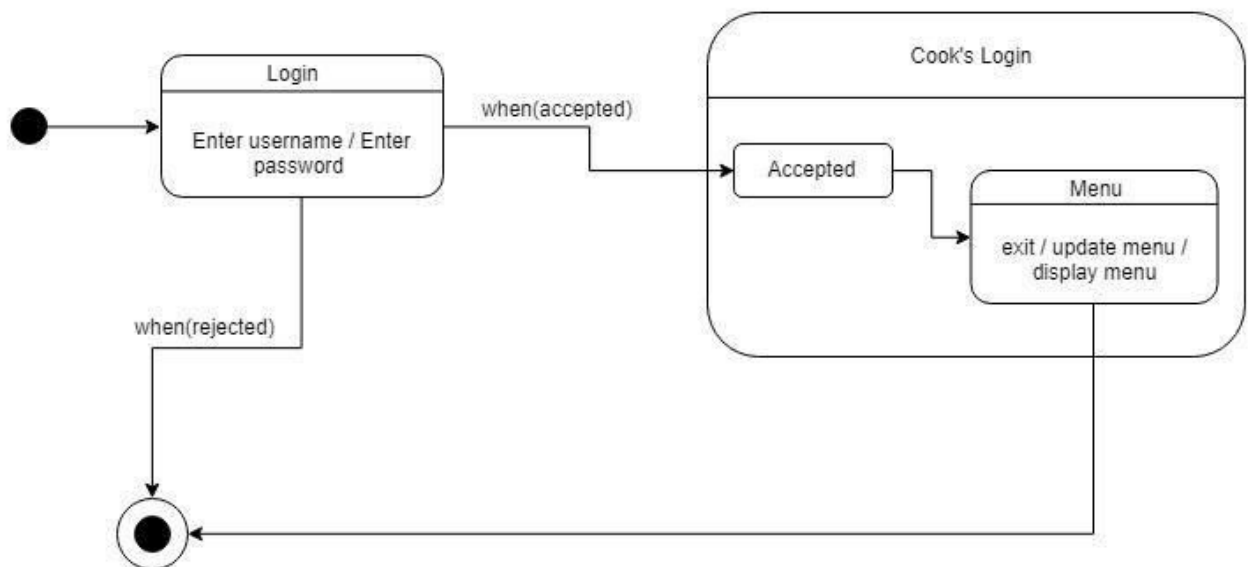 Login
Enter username / Enter
password
when(accepted)
when(rejected)
Cook's Login
Accepted
Menu
exit / update menu /
display menu